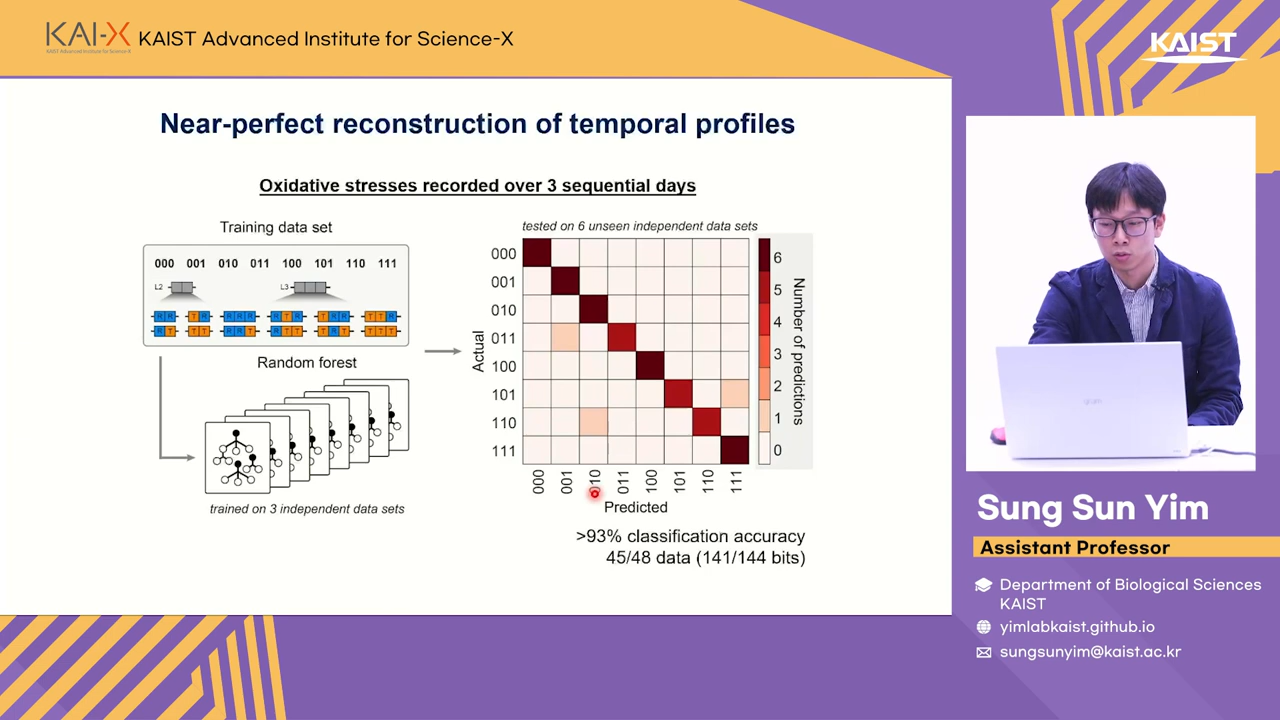 KAI-X KAIST Advanced Institute for Science-X
KAIST Advanced Institute for Science-X
KAIST
Near-perfect reconstruction of temporal profiles
Oxidative stresses recorded over 3 sequential days
Training data set
000 001 010 011 100 101 110 111
L2 L3
R R T R R R R R T R T R R T T R
R T T T R R T R T T R T T T T T
Random forest
trained on 3 independent data sets
tested on 6 unseen independent data sets
Actual
000
001
010
011
100
101
110
111
000 001 010 011 100 101 110 111
Predicted
6
5
4
3
2
1
0
Number of predictions
>93% classification accuracy
45/48 data (141/144 bits)
Sung Sun Yim
Assistant Professor
Department of Biological Sciences
KAIST
yimlabkaist.github.io
sungsunyim@kaist.ac.kr